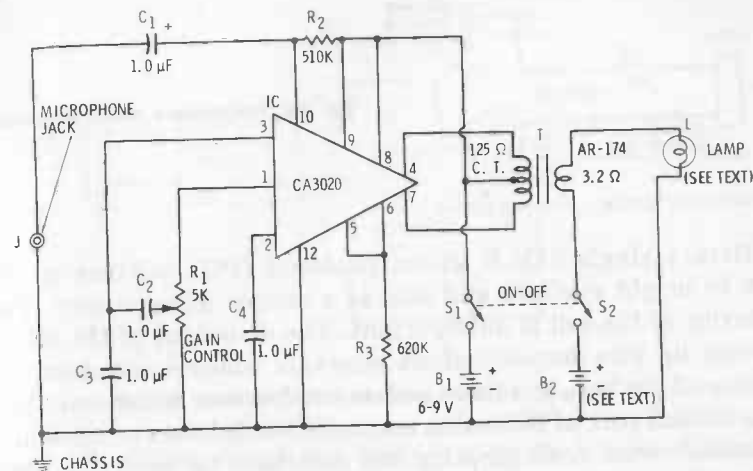 C1 +
1.0 µF
R2
510K
MICROPHONE
JACK
J
IC
3
10
9
8
4
7
1
CA3020
2
12
5
6
125 Ω
C. T.
T
AR-174
3.2 Ω
L
LAMP
(SEE TEXT)
R1
5K
C2
1.0 µF
GAIN
CONTROL
C4
1.0 µF
C3
1.0 µF
R3
620K
S1
ON-OFF
S2
B1
+
6-9 V
B2
+
(SEE TEXT)
CHASSIS